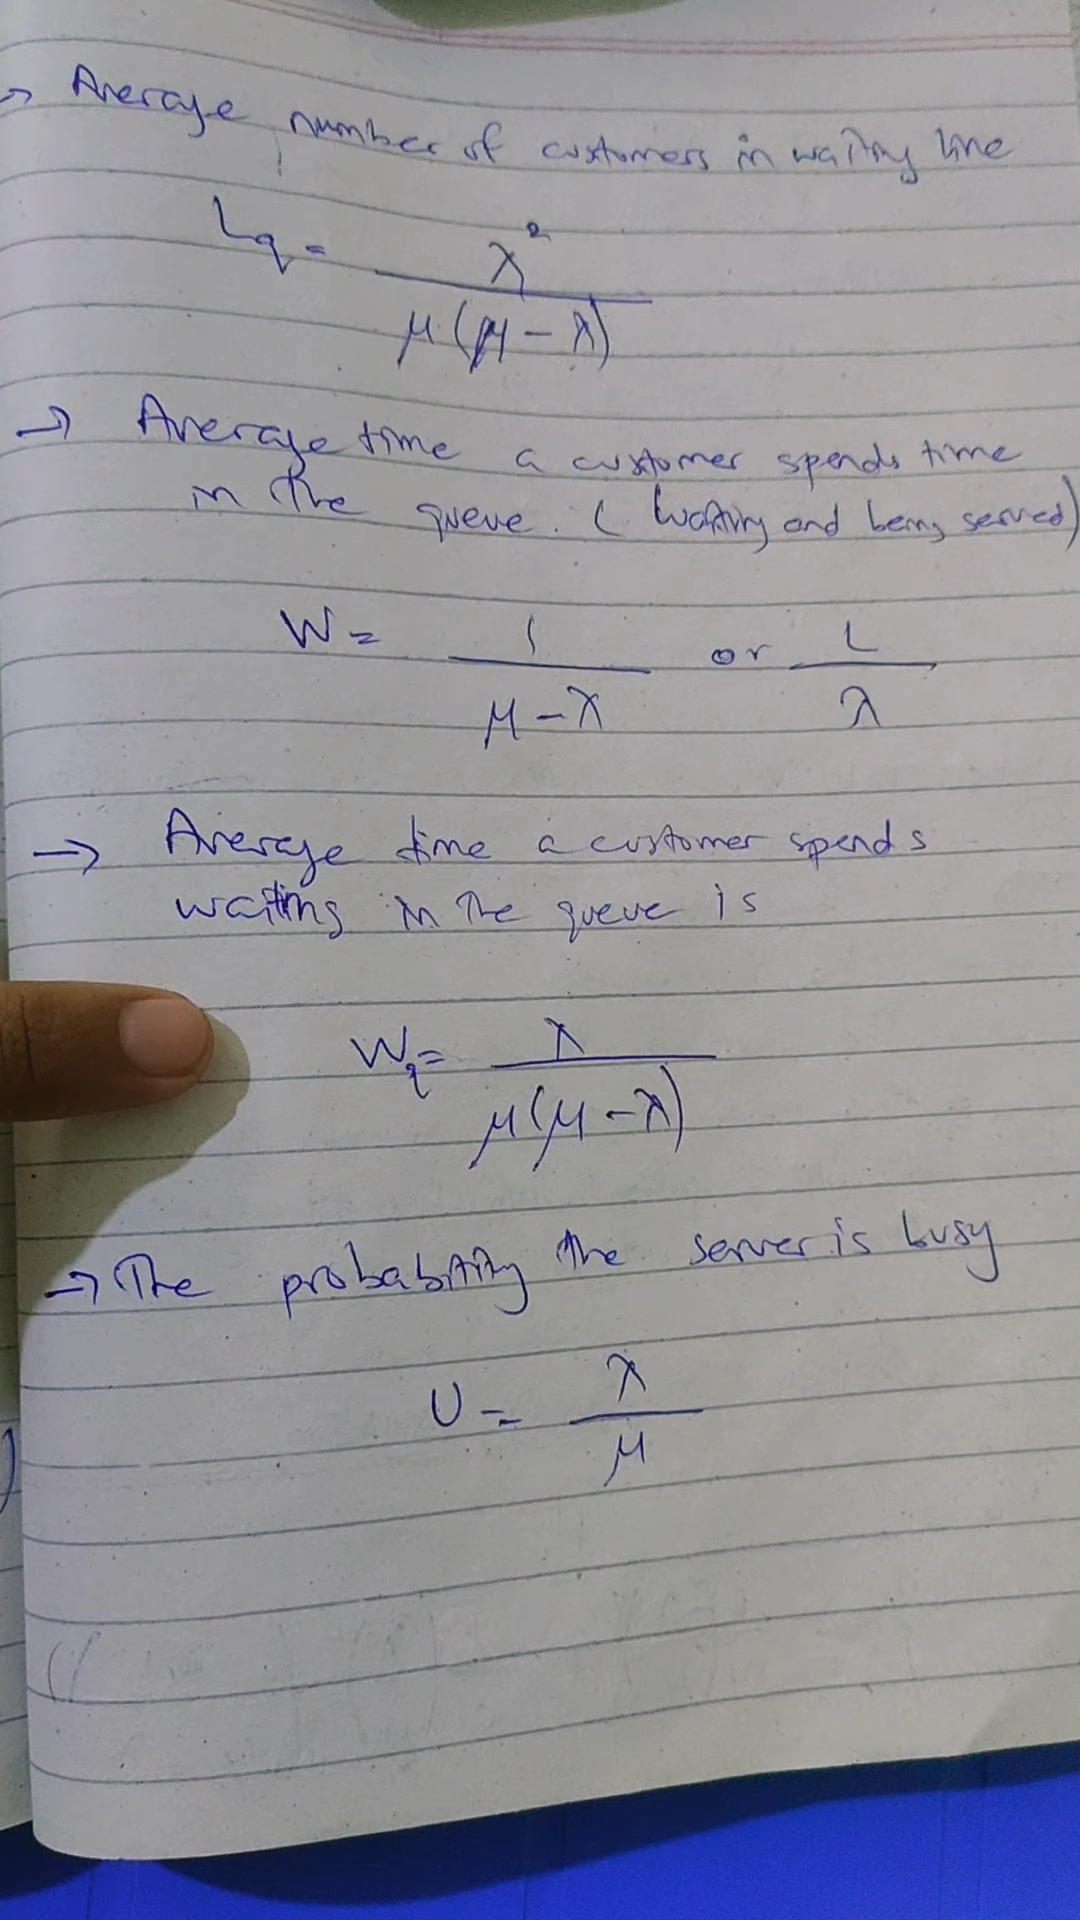 → Average number of customers in waiting line
Lq = λ²
μ(μ - λ)
→ Average time a customer spends time
in the queue. ( waiting and being served)
W = 1 or L
μ - λ λ
→ Average time a customer spends
waiting in the queue is
Wq = λ
μ(μ - λ)
→ The probability the server is busy
U = λ
μ